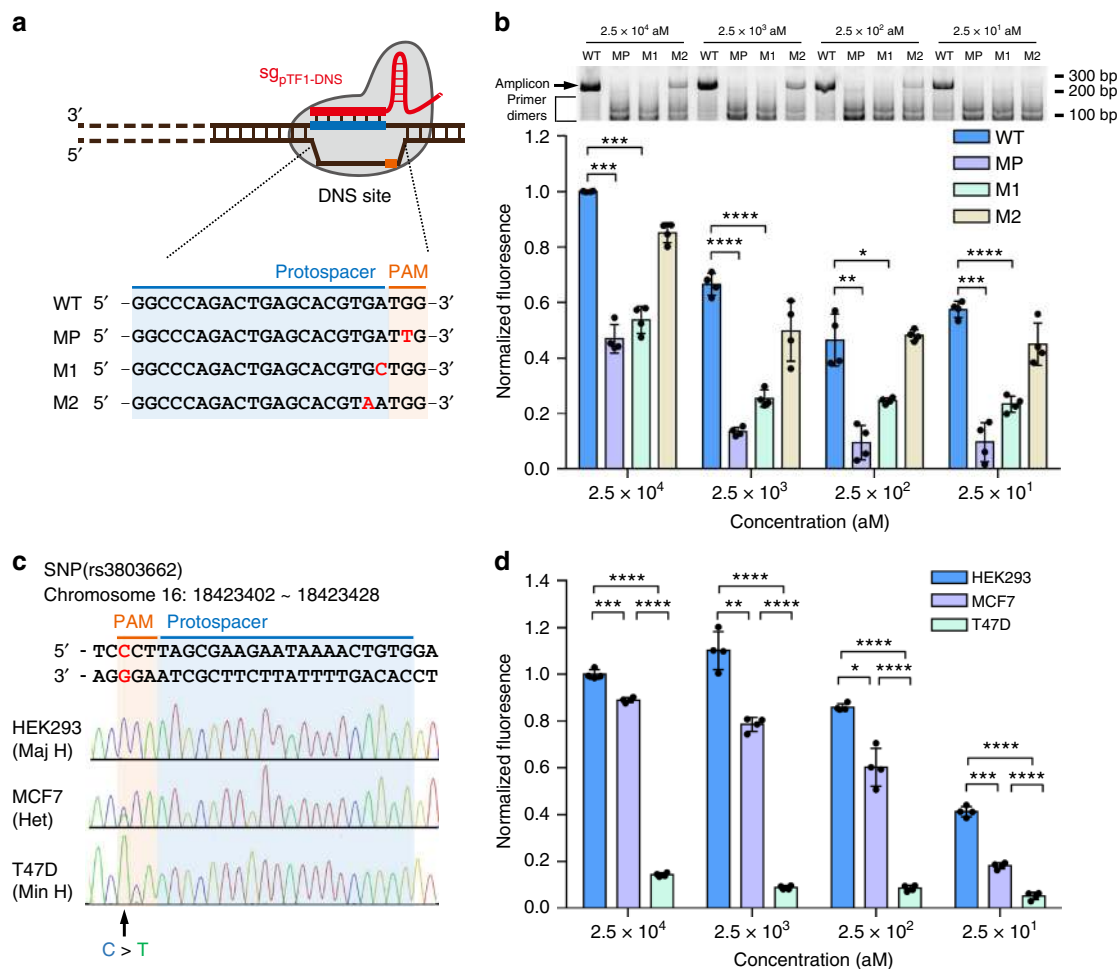 a
sgpTF1-DNS
3′
5′
DNS site
Protospacer PAM
WT 5′ –GGCCCAGACTGAGCACGTGATGG–3′
MP 5′ –GGCCCAGACTGAGCACGTGATTG–3′
M1 5′ –GGCCCAGACTGAGCACGTGCTGG–3′
M2 5′ –GGCCCAGACTGAGCACGTAATGG–3′
b
2.5 × 10⁴ aM 2.5 × 10³ aM 2.5 × 10² aM 2.5 × 10¹ aM
WT MP M1 M2 WT MP M1 M2 WT MP M1 M2 WT MP M1 M2
Amplicon
Primer
dimers
300 bp
200 bp
100 bp
Normalized fluoresence
1.2
1.0
0.8
0.6
0.4
0.2
0.0
WT
MP
M1
M2
***
***
****
****
*
**
****
***
2.5 × 10⁴ 2.5 × 10³ 2.5 × 10² 2.5 × 10¹
Concentration (aM)
c
SNP(rs3803662)
Chromosome 16: 18423402 ~ 18423428
PAM Protospacer
5′ - TCCCCTTAGCGAAGAATAAAACTGTGGA
3′ - AGGGGAATCGCTTCTTATTTTGACACCT
HEK293
(Maj H)
MCF7
(Het)
T47D
(Min H)
C > T
d
Normalized fluoresence
1.4
1.2
1.0
0.8
0.6
0.4
0.2
0.0
HEK293
MCF7
T47D
****
*** ****
****
** ****
****
* ****
****
*** ****
2.5 × 10⁴ 2.5 × 10³ 2.5 × 10² 2.5 × 10¹
Concentration (aM)